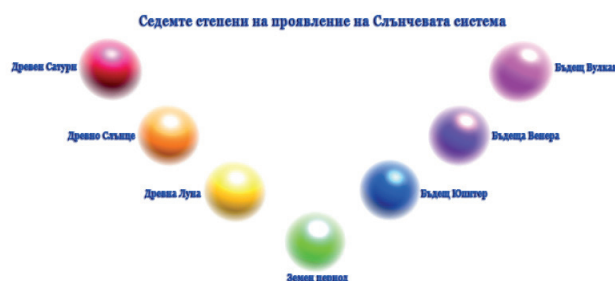 Седемте степени на проявление на Слънчевата система
Древен Сатурн
Бъдещ Вулкан
Древно Слънце
Бъдеща Венера
Древна Луна
Бъдещ Юпитер
Земен период